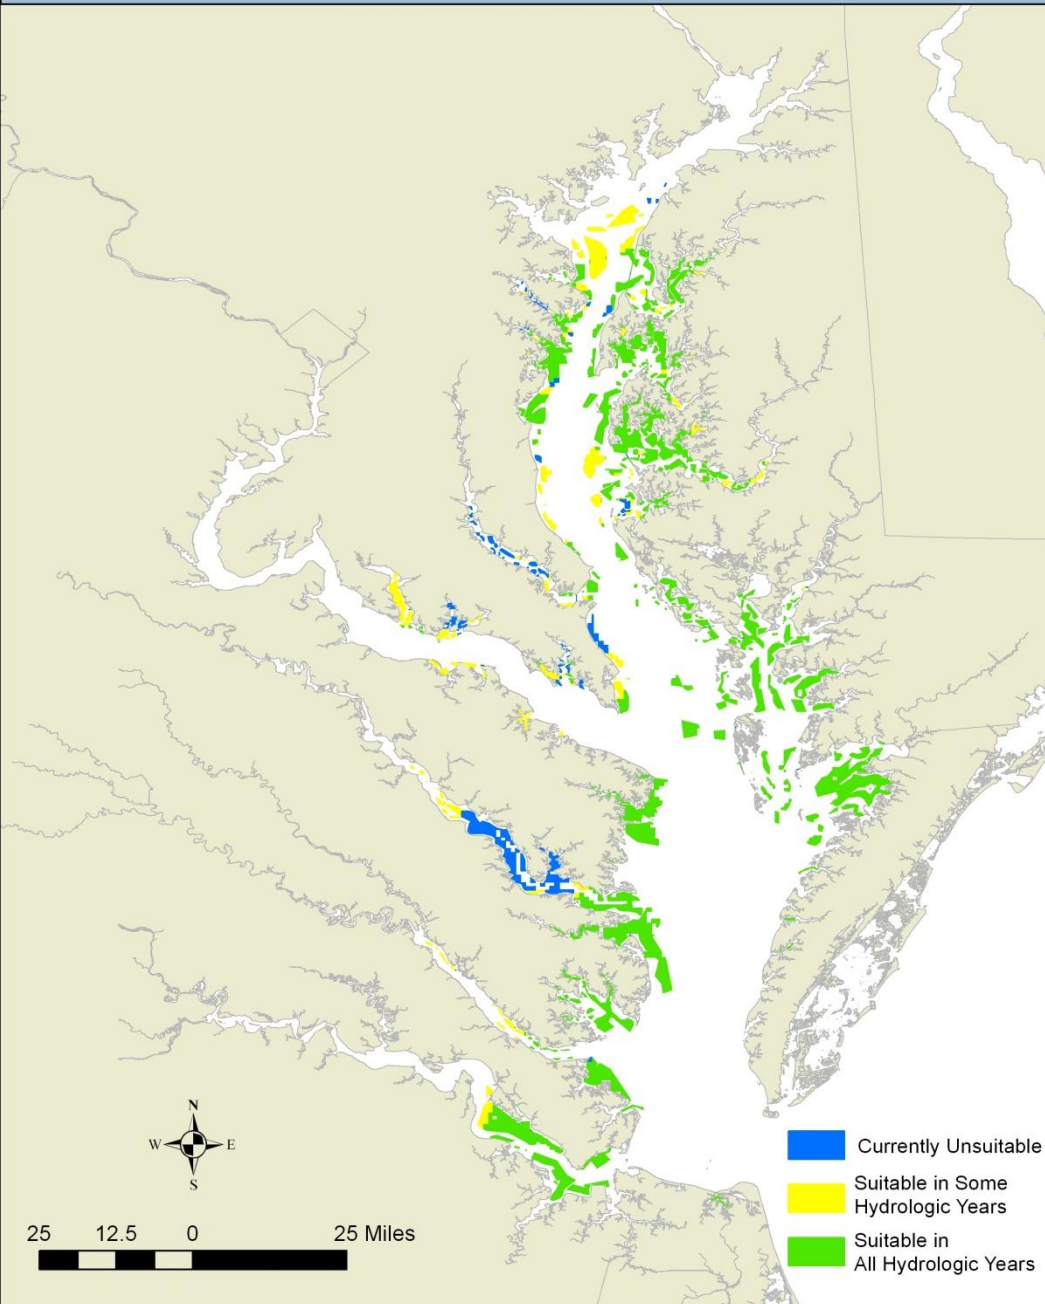 N
W E
S
25 12.5 0 25 Miles
Currently Unsuitable
Suitable in Some
Hydrologic Years
Suitable in
All Hydrologic Years